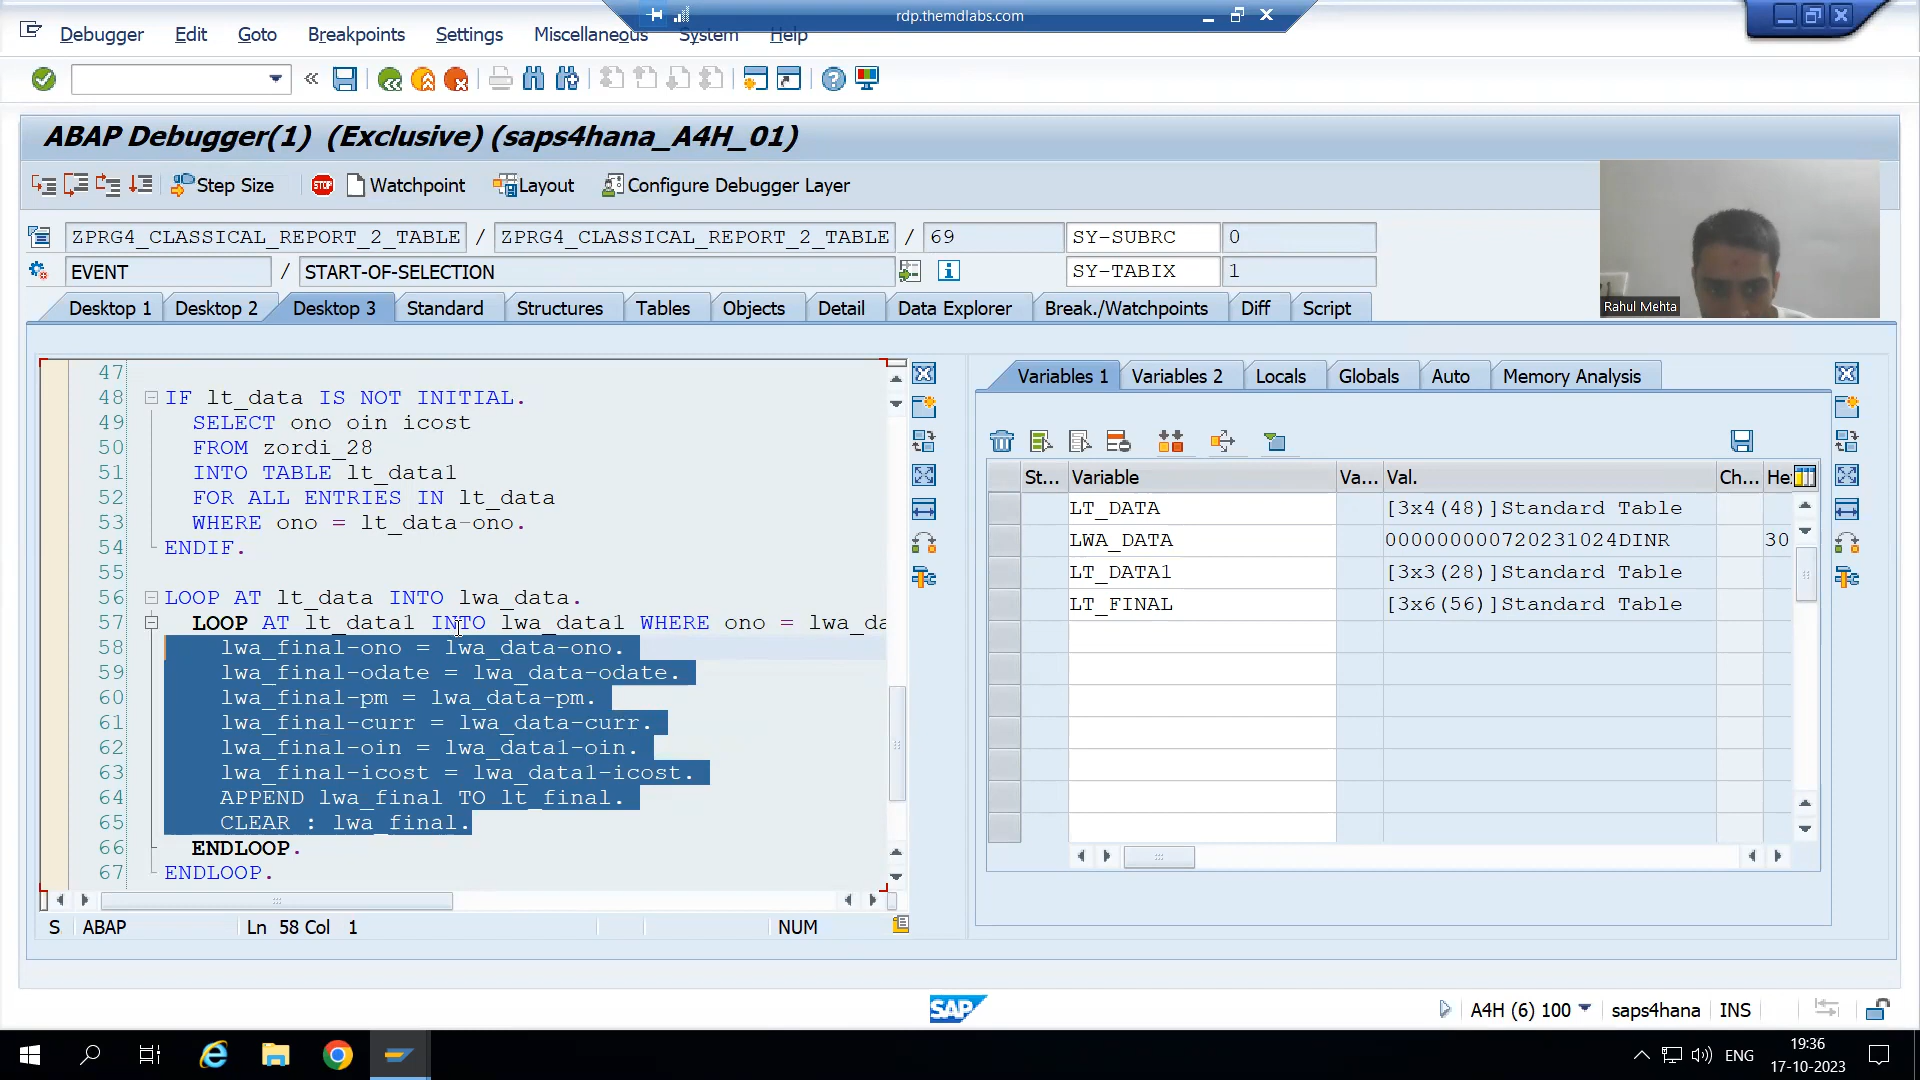 rdp.themdlabs.com
Debugger Edit Goto Breakpoints Settings Miscellaneous System Help
ABAP Debugger(1) (Exclusive) (saps4hana_A4H_01)
Step Size STOP Watchpoint Layout Configure Debugger Layer
ZPRG4_CLASSICAL_REPORT_2_TABLE / ZPRG4_CLASSICAL_REPORT_2_TABLE / 69 SY-SUBRC 0
EVENT / START-OF-SELECTION SY-TABIX 1
Rahul Mehta
Desktop 1 Desktop 2 Desktop 3 Standard Structures Tables Objects Detail Data Explorer Break./Watchpoints Diff Script
47
48 IF lt_data IS NOT INITIAL.
49 SELECT ono oin icost
50 FROM zordi_28
51 INTO TABLE lt_data1
52 FOR ALL ENTRIES IN lt_data
53 WHERE ono = lt_data-ono.
54 ENDIF.
55
56 LOOP AT lt_data INTO lwa_data.
57 LOOP AT lt_data1 INTO lwa_data1 WHERE ono = lwa_da
58 lwa_final-ono = lwa_data-ono.
59 lwa_final-odate = lwa_data-odate.
60 lwa_final-pm = lwa_data-pm.
61 lwa_final-curr = lwa_data-curr.
62 lwa_final-oin = lwa_data1-oin.
63 lwa_final-icost = lwa_data1-icost.
64 APPEND lwa_final TO lt_final.
65 CLEAR : lwa_final.
66 ENDLOOP.
67 ENDLOOP.
S ABAP Ln 58 Col 1 NUM
Variables 1 Variables 2 Locals Globals Auto Memory Analysis
St... Variable Va... Val. Ch... He
LT_DATA [3x4(48)]Standard Table
LWA_DATA 000000000720231024DINR 30
LT_DATA1 [3x3(28)]Standard Table
LT_FINAL [3x6(56)]Standard Table
SAP A4H (6) 100 saps4hana INS
ENG 19:36
17-10-2023